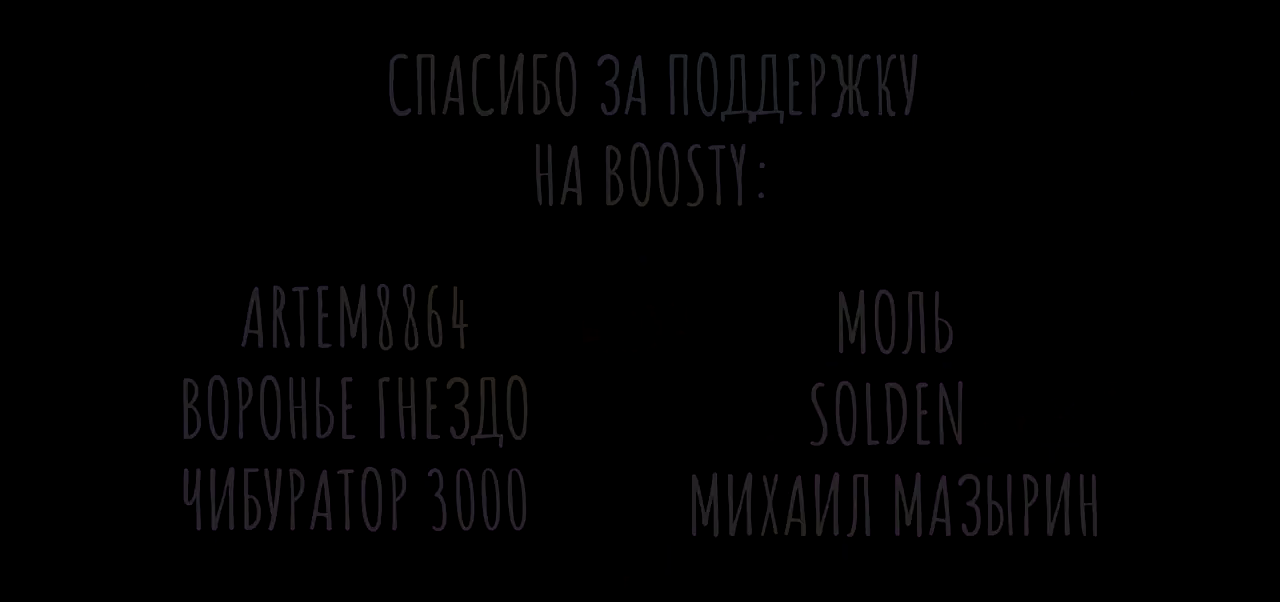 СПАСИБО ЗА ПОДДЕРЖКУ
НА BOOSTY:
ARTEM8864
ВОРОНЬЕ ГНЕЗДО
ЧИБУРАТОР 3000
МОЛЬ
SOLDEN
МИХАИЛ МАЗЫРИН